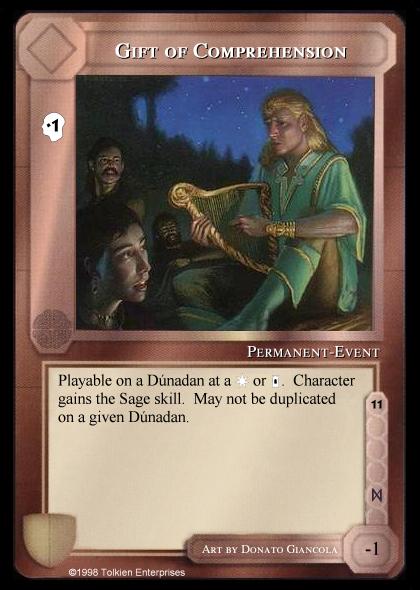 Gift of Comprehension
·1
Permanent-Event
Playable on a Dúnadan at a or . Character
gains the Sage skill. May not be duplicated
on a given Dúnadan.
11
ᛞ
Art by Donato Giancola
-1
©1998 Tolkien Enterprises